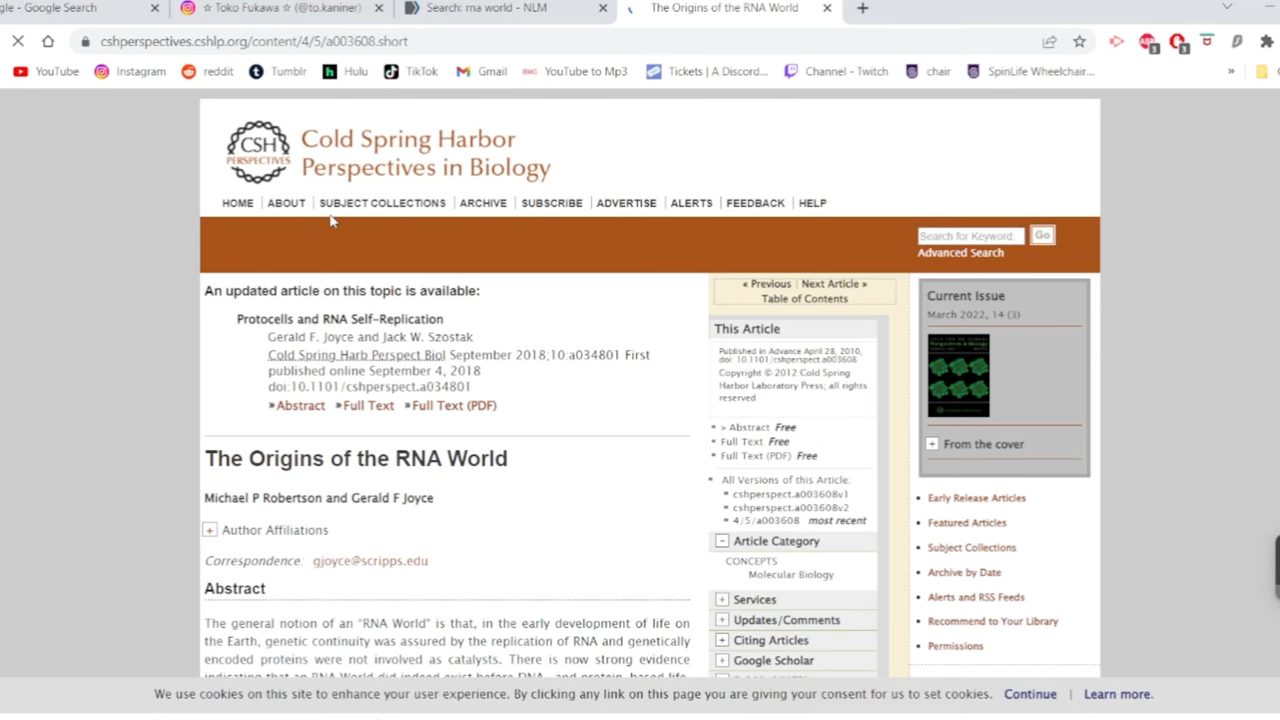 gle - Google Search
☆ Toko Fukawa ☆ (@to.kaniner)
Search: rna world - NLM
The Origins of the RNA World
cshperspectives.cshlp.org/content/4/5/a003608.short
YouTube
Instagram
reddit
Tumblr
Hulu
TikTok
Gmail
YouTube to Mp3
Tickets | A Discord...
Channel - Twitch
chair
SpinLife Wheelchair...
»
CSH
PERSPECTIVES
Cold Spring Harbor
Perspectives in Biology
HOME | ABOUT | SUBJECT COLLECTIONS | ARCHIVE | SUBSCRIBE | ADVERTISE | ALERTS | FEEDBACK | HELP
Search for Keyword:
Go
Advanced Search
An updated article on this topic is available:
Protocells and RNA Self-Replication
Gerald F. Joyce and Jack W. Szostak
Cold Spring Harb Perspect Biol September 2018;10:a034801 First
published online September 4, 2018
doi:10.1101/cshperspect.a034801
»Abstract »Full Text »Full Text (PDF)
The Origins of the RNA World
Michael P Robertson and Gerald F Joyce
+ Author Affiliations
Correspondence: gjoyce@scripps.edu
Abstract
The general notion of an “RNA World” is that, in the early development of life on
the Earth, genetic continuity was assured by the replication of RNA and genetically
encoded proteins were not involved as catalysts. There is now strong evidence
indicating that an RNA World did indeed exist before DNA- and protein-based life.
« Previous | Next Article »
Table of Contents
This Article
Published in Advance April 28, 2010,
doi: 10.1101/cshperspect.a003608
Copyright © 2012 Cold Spring
Harbor Laboratory Press; all rights
reserved
> Abstract Free
Full Text Free
Full Text (PDF) Free
All Versions of this Article:
cshperspect.a003608v1
cshperspect.a003608v2
4/5/a003608 most recent
Article Category
CONCEPTS
Molecular Biology
+ Services
+ Updates/Comments
+ Citing Articles
+ Google Scholar
Current Issue
March 2022, 14 (3)
+ From the cover
Early Release Articles
Featured Articles
Subject Collections
Archive by Date
Alerts and RSS Feeds
Recommend to Your Library
Permissions
We use cookies on this site to enhance your user experience. By clicking any link on this page you are giving your consent for us to set cookies. Continue | Learn more.